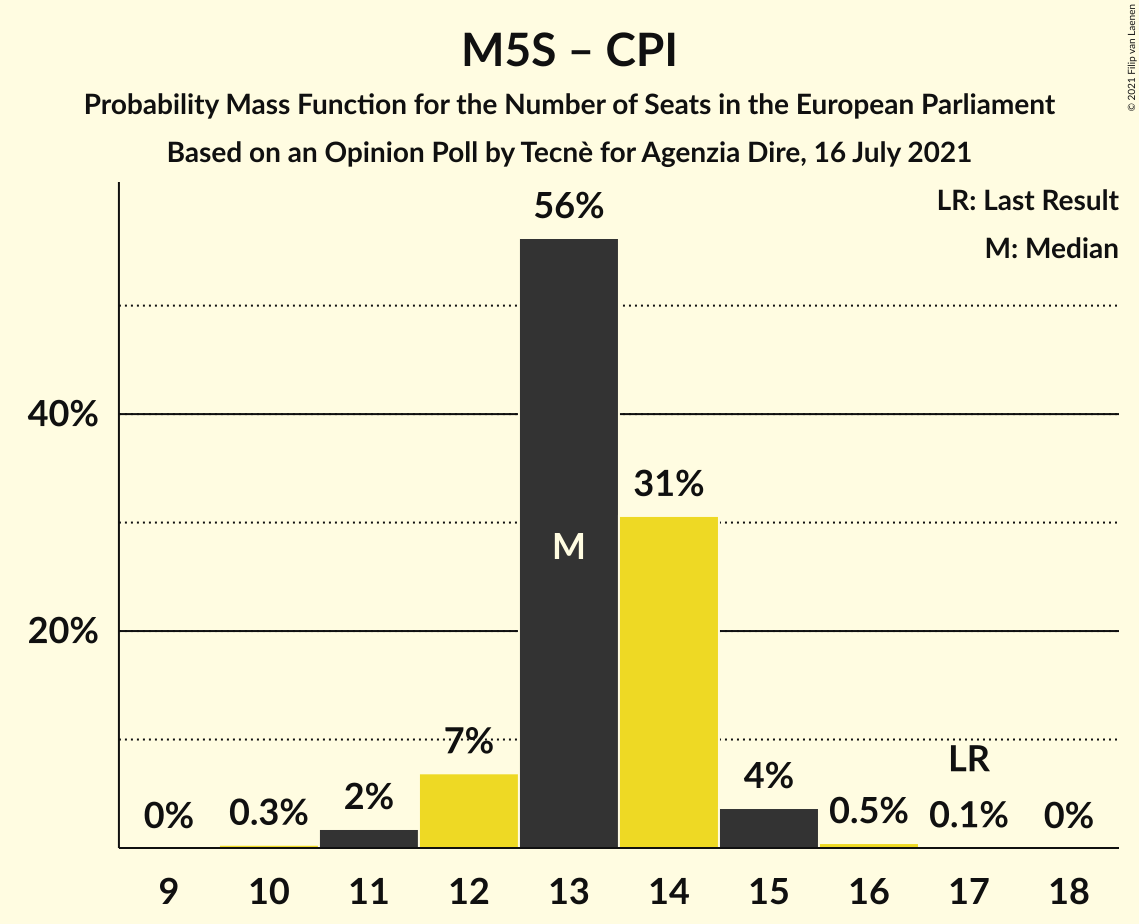 M5S – CPI
Probability Mass Function for the Number of Seats in the European Parliament
Based on an Opinion Poll by Tecnè for Agenzia Dire, 16 July 2021
© 2021 Filip van Laenen
LR: Last Result
M: Median
56%
40%
31%
M
20%
7%
LR
4%
2%
0%
0.3%
0.5%
0.1%
0%
9 10 11 12 13 14 15 16 17 18